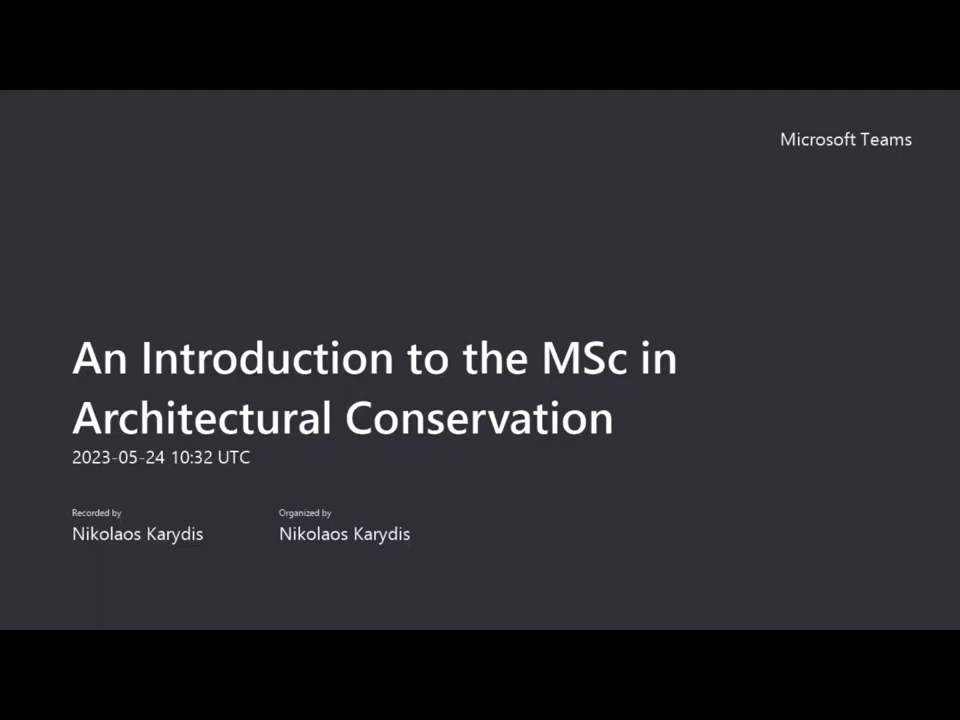 Microsoft Teams
An Introduction to the MSc in
Architectural Conservation
2023-05-24 10:32 UTC
Recorded by
Organized by
Nikolaos Karydis
Nikolaos Karydis